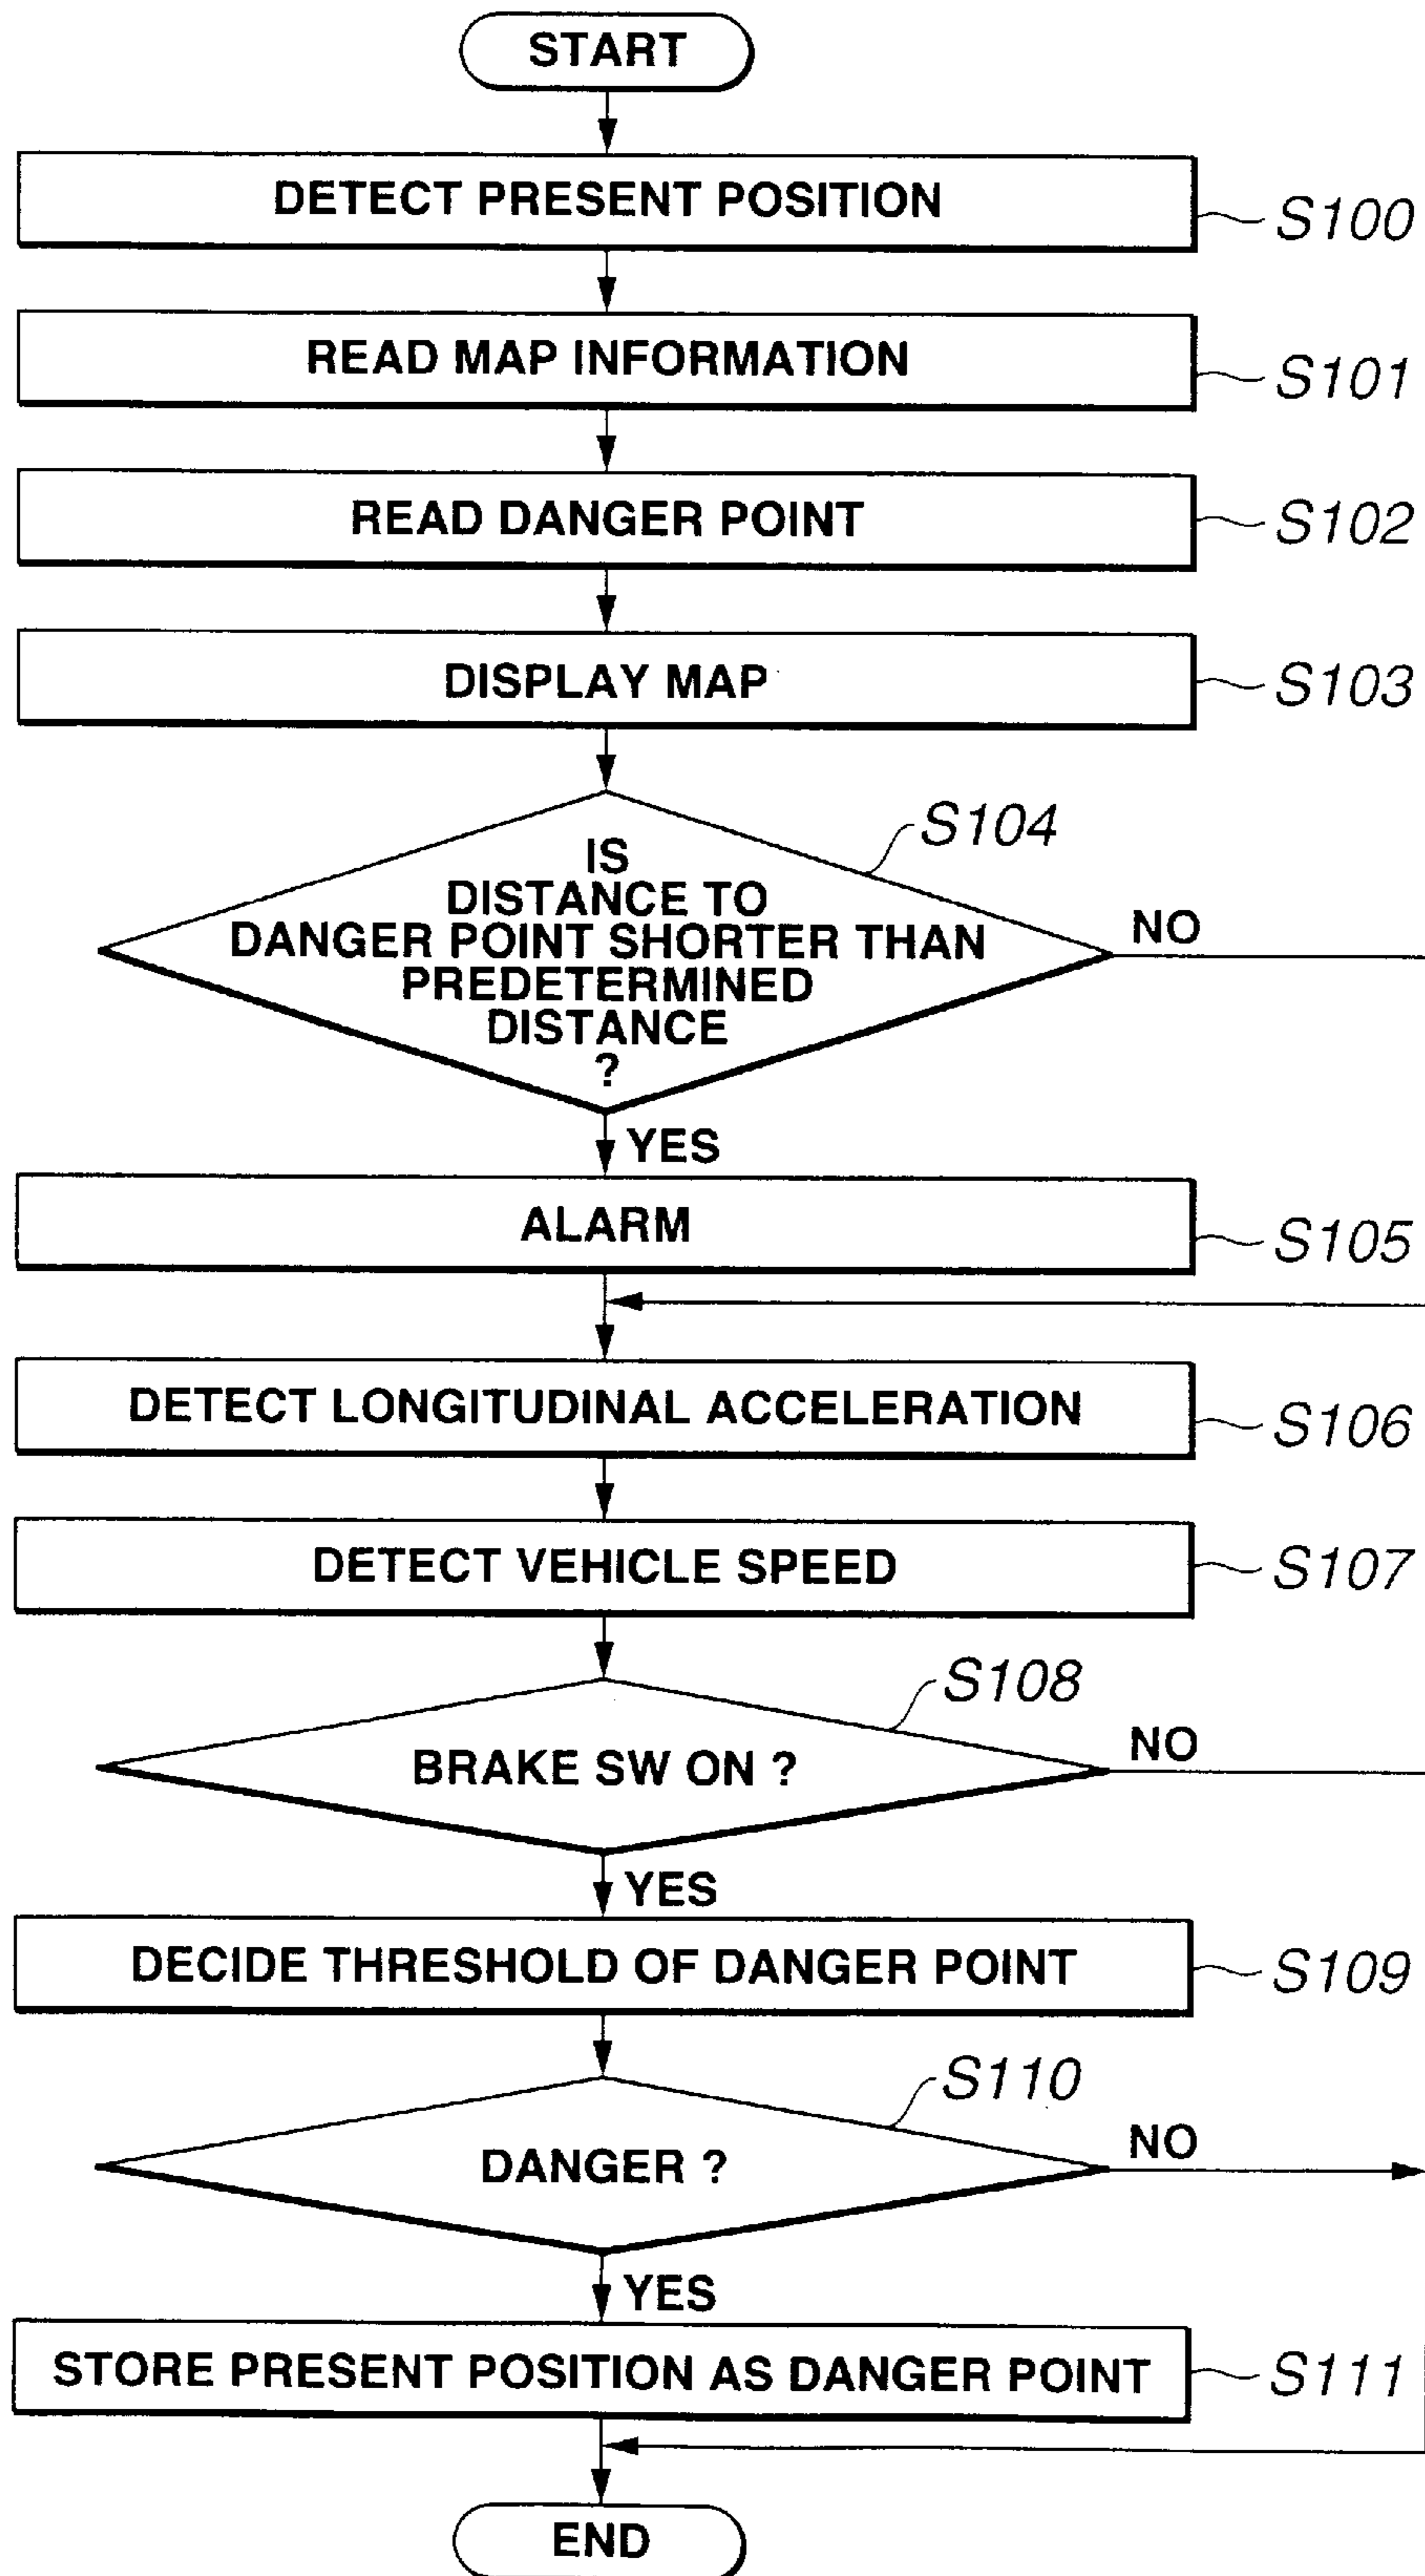 START
DETECT PRESENT POSITION
S100
READ MAP INFORMATION
S101
READ DANGER POINT
S102
DISPLAY MAP
S103
S104
IS
DISTANCE TO
DANGER POINT SHORTER THAN
PREDETERMINED
DISTANCE
?
NO
YES
ALARM
S105
DETECT LONGITUDINAL ACCELERATION
S106
DETECT VEHICLE SPEED
S107
S108
BRAKE SW ON ?
NO
YES
DECIDE THRESHOLD OF DANGER POINT
S109
S110
DANGER ?
NO
YES
STORE PRESENT POSITION AS DANGER POINT
S111
END